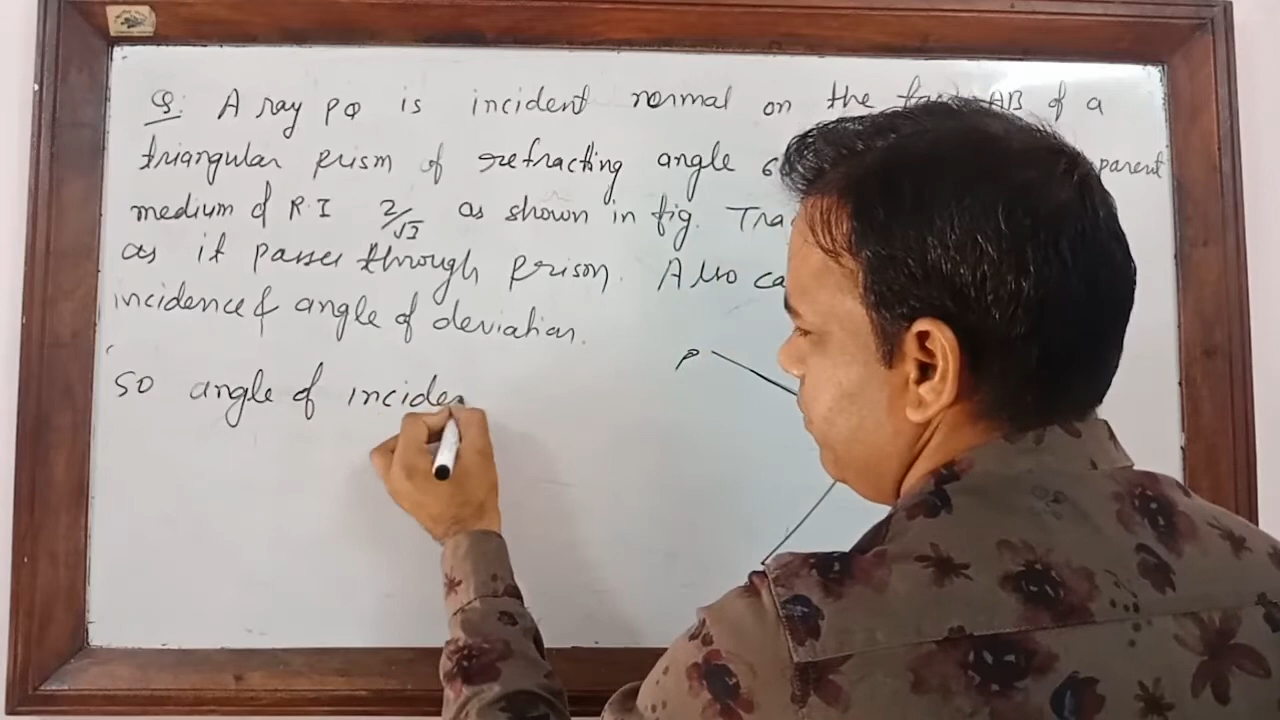 Q: A ray PQ is incident normal on the face AB of a
triangular prism of refracting angle 6 parent
medium of R.I 2/√3 as shown in fig. Tra
as it passes through prism. Also ca
incidence & angle of deviation.
P
so angle of inciden